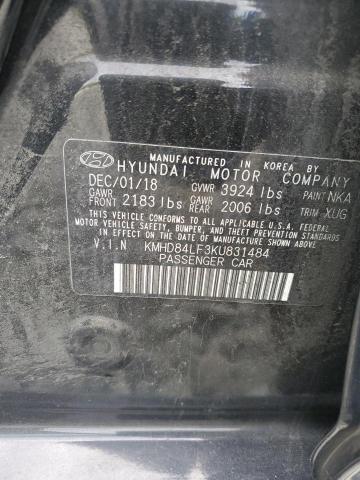 MANUFACTURED IN KOREA BY
HYUNDAI MOTOR COMPANY
DEC/01/18 GVWR 3924 lbs PAINT NKA
GAWR FRONT 2183 lbs GAWR REAR 2006 lbs TRIM XUG
THIS VEHICLE CONFORMS TO ALL APPLICABLE U.S.A. FEDERAL
MOTOR VEHICLE SAFETY, BUMPER, AND THEFT PREVENTION STANDARDS
IN EFFECT ON THE DATE OF MANUFACTURE SHOWN ABOVE.
V.I.N KMHD84LF3KU831484
PASSENGER CAR